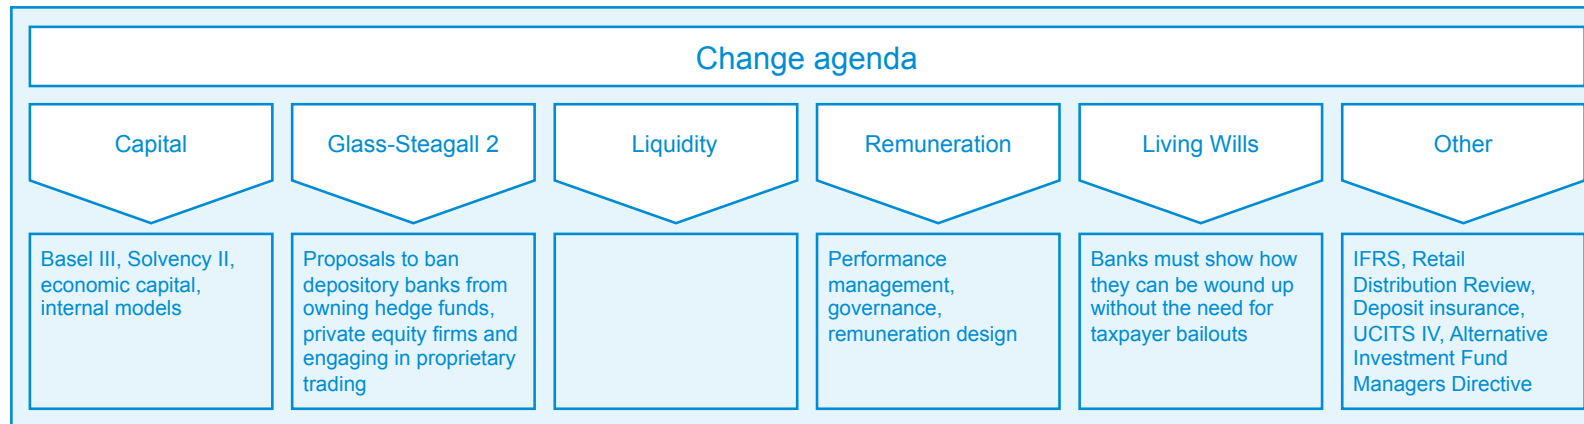 Change agenda
Capital
Glass-Steagall 2
Liquidity
Remuneration
Living Wills
Other
Basel III, Solvency II,
economic capital,
internal models
Proposals to ban
depository banks from
owning hedge funds,
private equity firms and
engaging in proprietary
trading
Performance
management,
governance,
remuneration design
Banks must show how
they can be wound up
without the need for
taxpayer bailouts
IFRS, Retail
Distribution Review,
Deposit insurance,
UCITS IV, Alternative
Investment Fund
Managers Directive